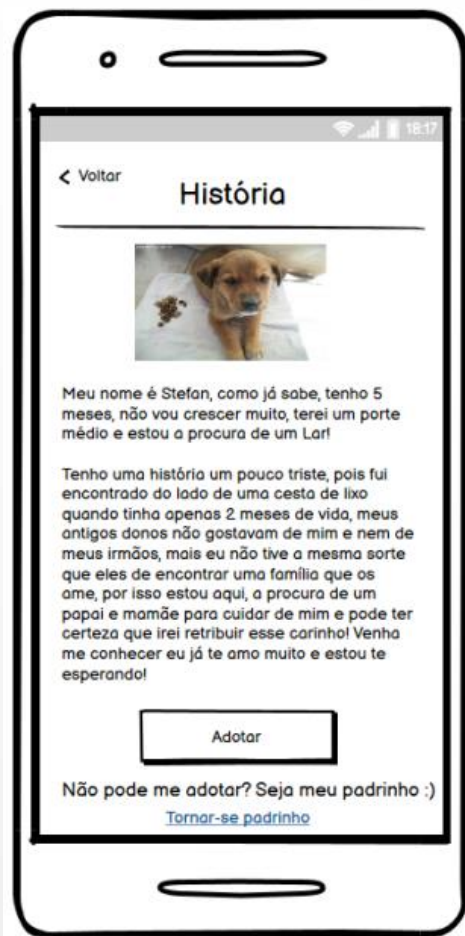 18:17
Voltar
História
Meu nome é Stefan, como já sabe, tenho 5
meses, não vou crescer muito, terei um porte
médio e estou a procura de um Lar!
Tenho uma história um pouco triste, pois fui
encontrado do lado de uma cesta de lixo
quando tinha apenas 2 meses de vida, meus
antigos donos não gostavam de mim e nem de
meus irmãos, mais eu não tive a mesma sorte
que eles de encontrar uma família que os
ame, por isso estou aqui, a procura de um
papai e mamãe para cuidar de mim e pode ter
certeza que irei retribuir esse carinho! Venha
me conhecer eu já te amo muito e estou te
esperando!
Adotar
Não pode me adotar? Seja meu padrinho :)
Tornar-se padrinho